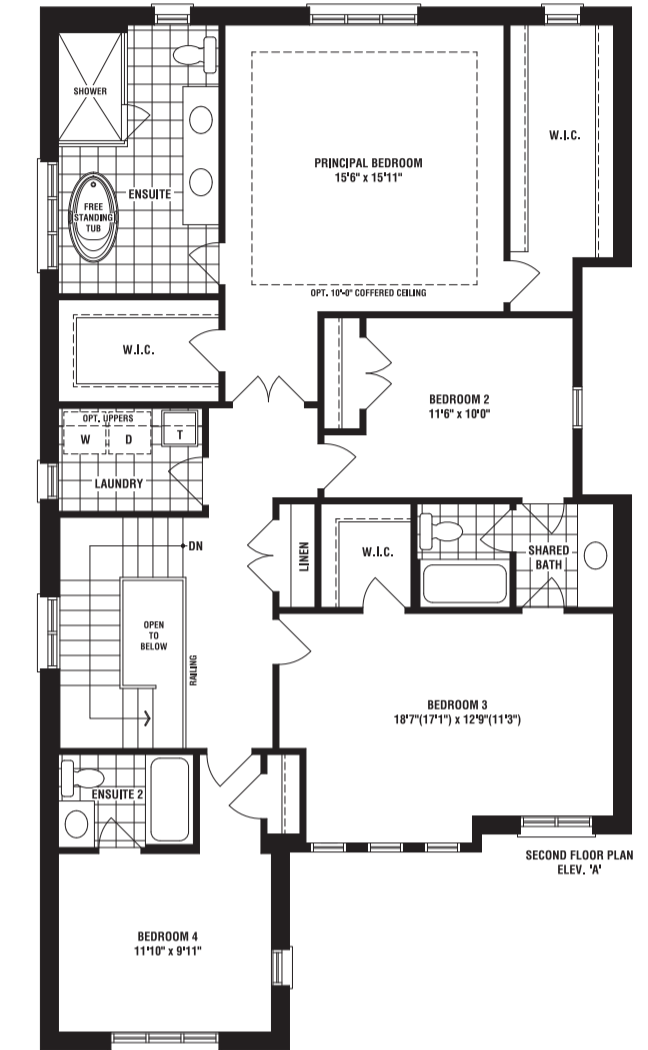 SHOWER
W.I.C.
PRINCIPAL BEDROOM
15'6" x 15'11"
ENSUITE
FREE
STANDING
TUB
OPT. 10'-0" COFFERED CEILING
W.I.C.
BEDROOM 2
11'6" x 10'0"
OPT. UPPERS
W
D
T
LAUNDRY
DN
LINEN
W.I.C.
SHARED
BATH
OPEN
TO
BELOW
RAILING
BEDROOM 3
18'7"(17'1") x 12'9"(11'3")
ENSUITE 2
SECOND FLOOR PLAN
ELEV. 'A'
BEDROOM 4
11'10" x 9'11"